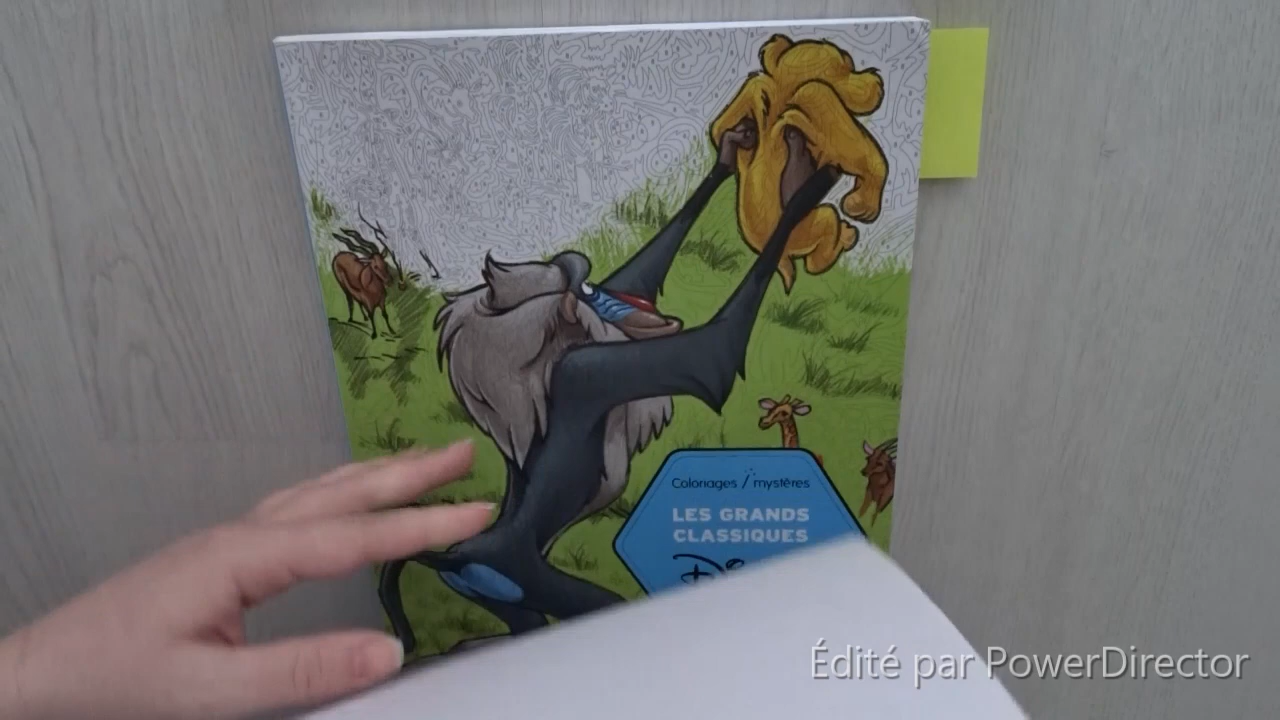 Coloriages mystères
LES GRANDS
CLASSIQUES
Édité par PowerDirector